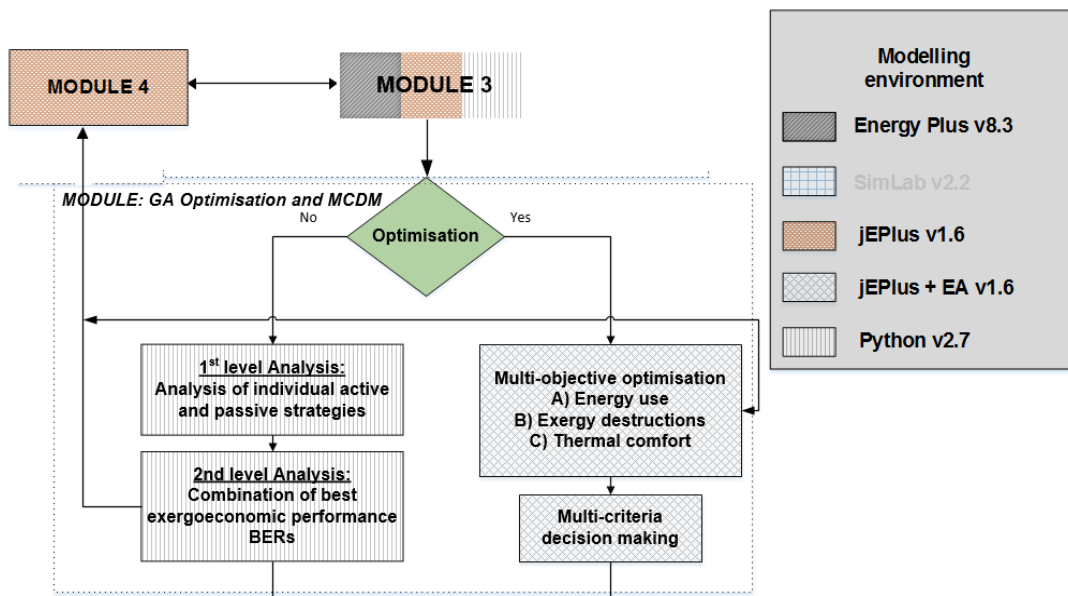 MODULE 4
MODULE 3
MODULE: GA Optimisation and MCDM
No
Yes
Optimisation
1st level Analysis:
Analysis of individual active
and passive strategies
2nd level Analysis:
Combination of best
exergoeconomic performance
BERs
Multi-objective optimisation
A) Energy use
B) Exergy destructions
C) Thermal comfort
Multi-criteria
decision making
Modelling
environment
Energy Plus v8.3
SimLab v2.2
jEPlus v1.6
jEPlus + EA v1.6
Python v2.7